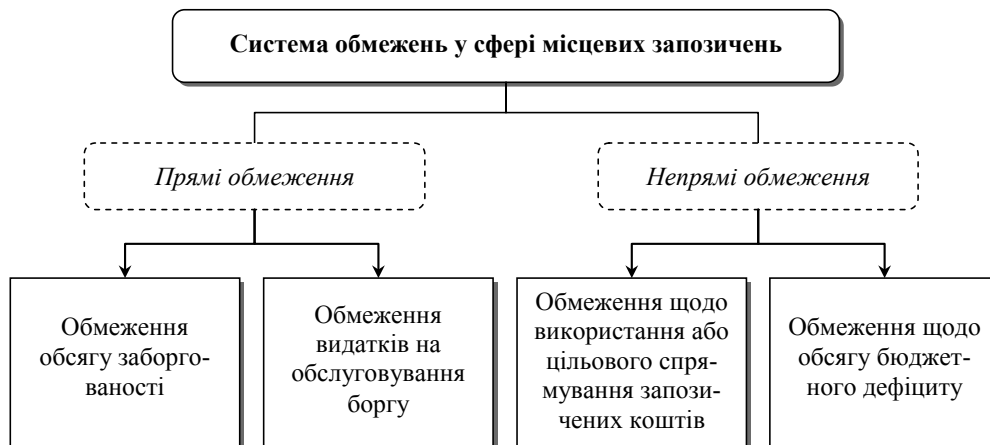 Система обмежень у сфері місцевих запозичень
Прямі обмеження
Непрямі обмеження
Обмеження
обсягу заборго-
ваності
Обмеження
видатків на
обслуговування
боргу
Обмеження щодо
використання або
цільового спря-
мування запози-
чених коштів
Обмеження щодо
обсягу бюджет-
ного дефіциту